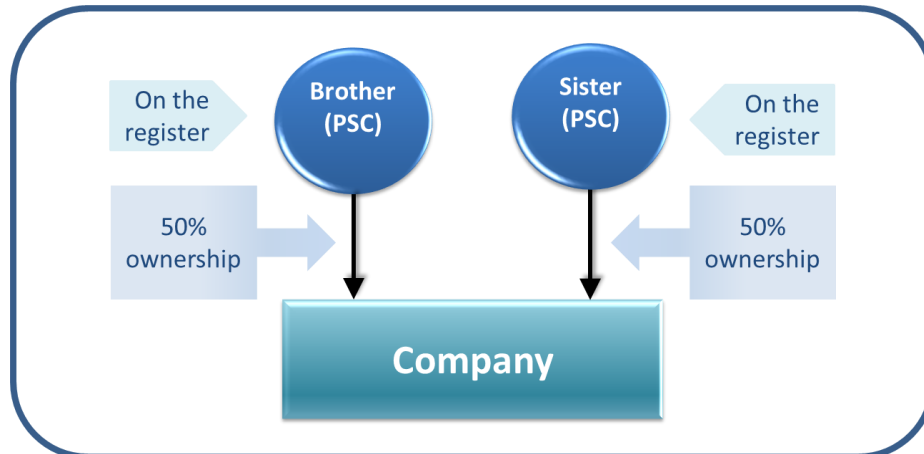 On the
register
Brother
(PSC)
Sister
(PSC)
On the
register
50%
ownership
50%
ownership
Company